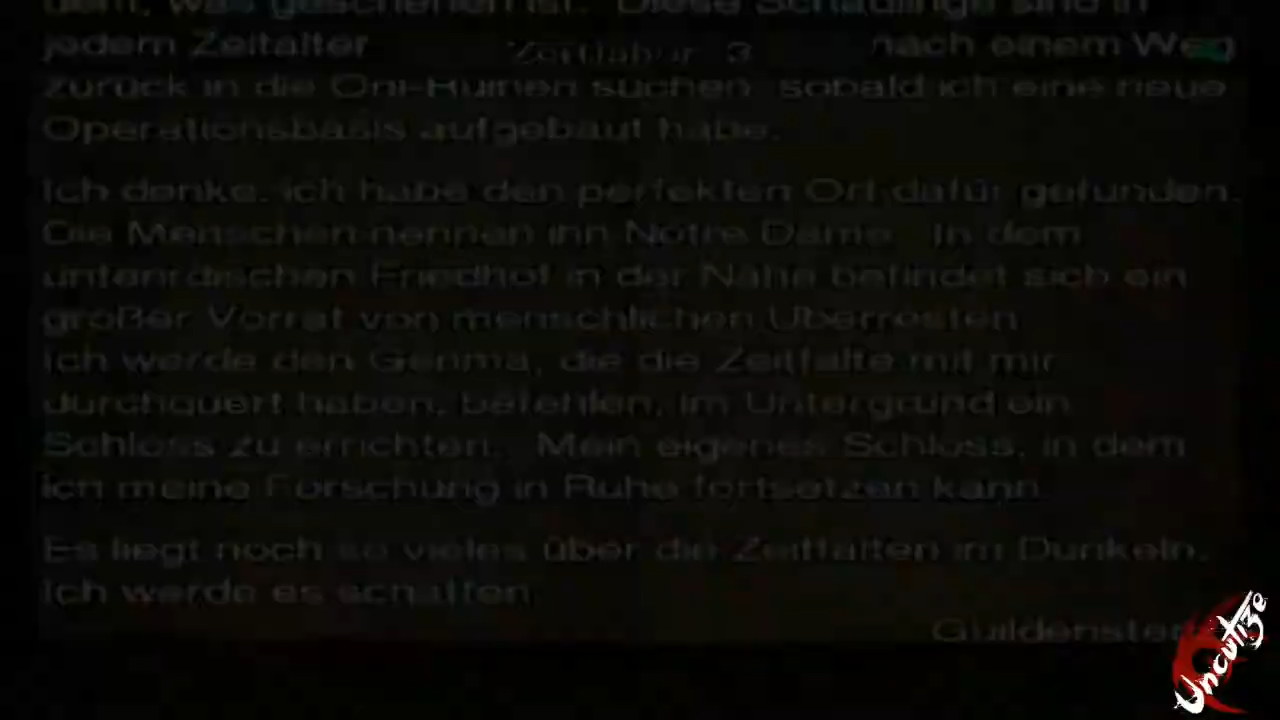 dem, was geschehen ist. Diese Schädlinge sind in
jedem Zeitalter nach einem Weg
Zeitlabor 3
zurück in die Oni-Ruinen suchen, sobald ich eine neue
Operationsbasis aufgebaut habe.
Ich denke, ich habe den perfekten Ort dafür gefunden.
Die Menschen nennen ihn Notre Dame. In dem
unterirdischen Friedhof in der Nähe befindet sich ein
großer Vorrat von menschlichen Überresten.
Ich werde den Genma, die die Zeitfalte mit mir
durchquert haben, befehlen, im Untergrund ein
Schloss zu errichten. Mein eigenes Schloss, in dem
ich meine Forschung in Ruhe fortsetzen kann.
Es liegt noch so vieles über die Zeitfalten im Dunkeln.
Ich werde es schaffen.
Guildenstern
Uncutize